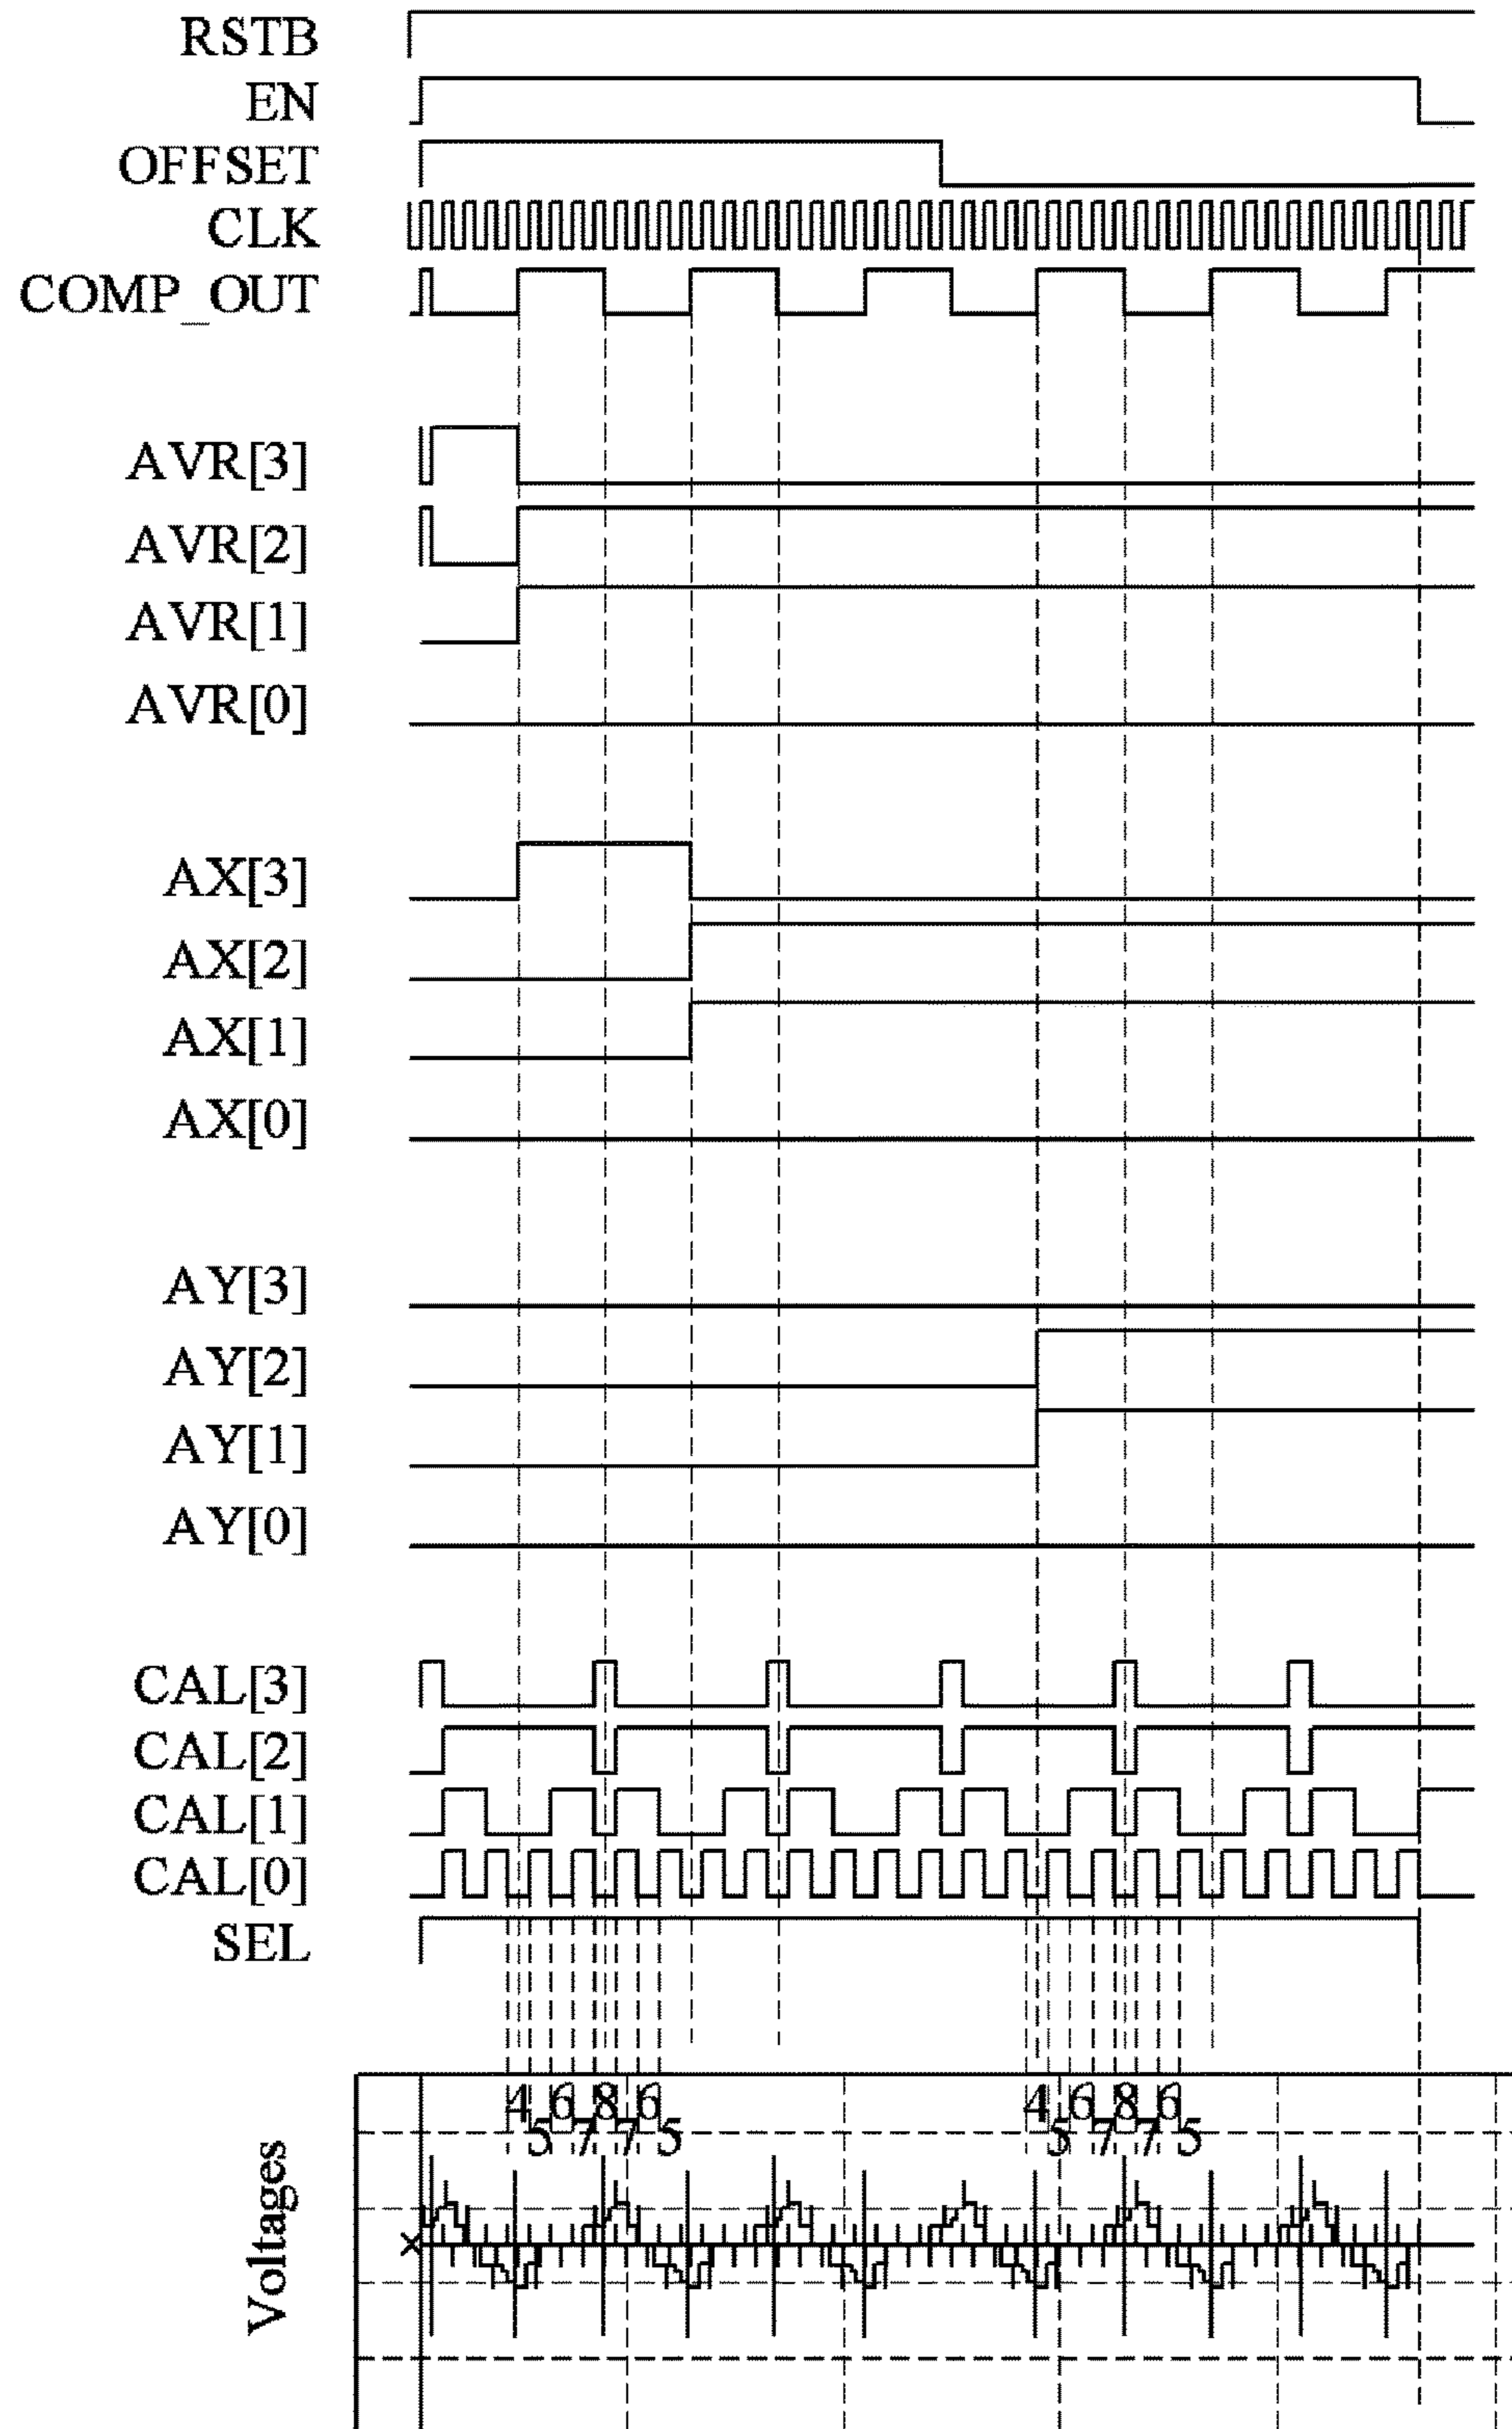 RSTB
EN
OFFSET
CLK
COMP_OUT
AVR[3]
AVR[2]
AVR[1]
AVR[0]
AX[3]
AX[2]
AX[1]
AX[0]
AY[3]
AY[2]
AY[1]
AY[0]
CAL[3]
CAL[2]
CAL[1]
CAL[0]
SEL
4 5 6 7 8 7 6 5 4 5 6 7 8 7 6 5
Voltages